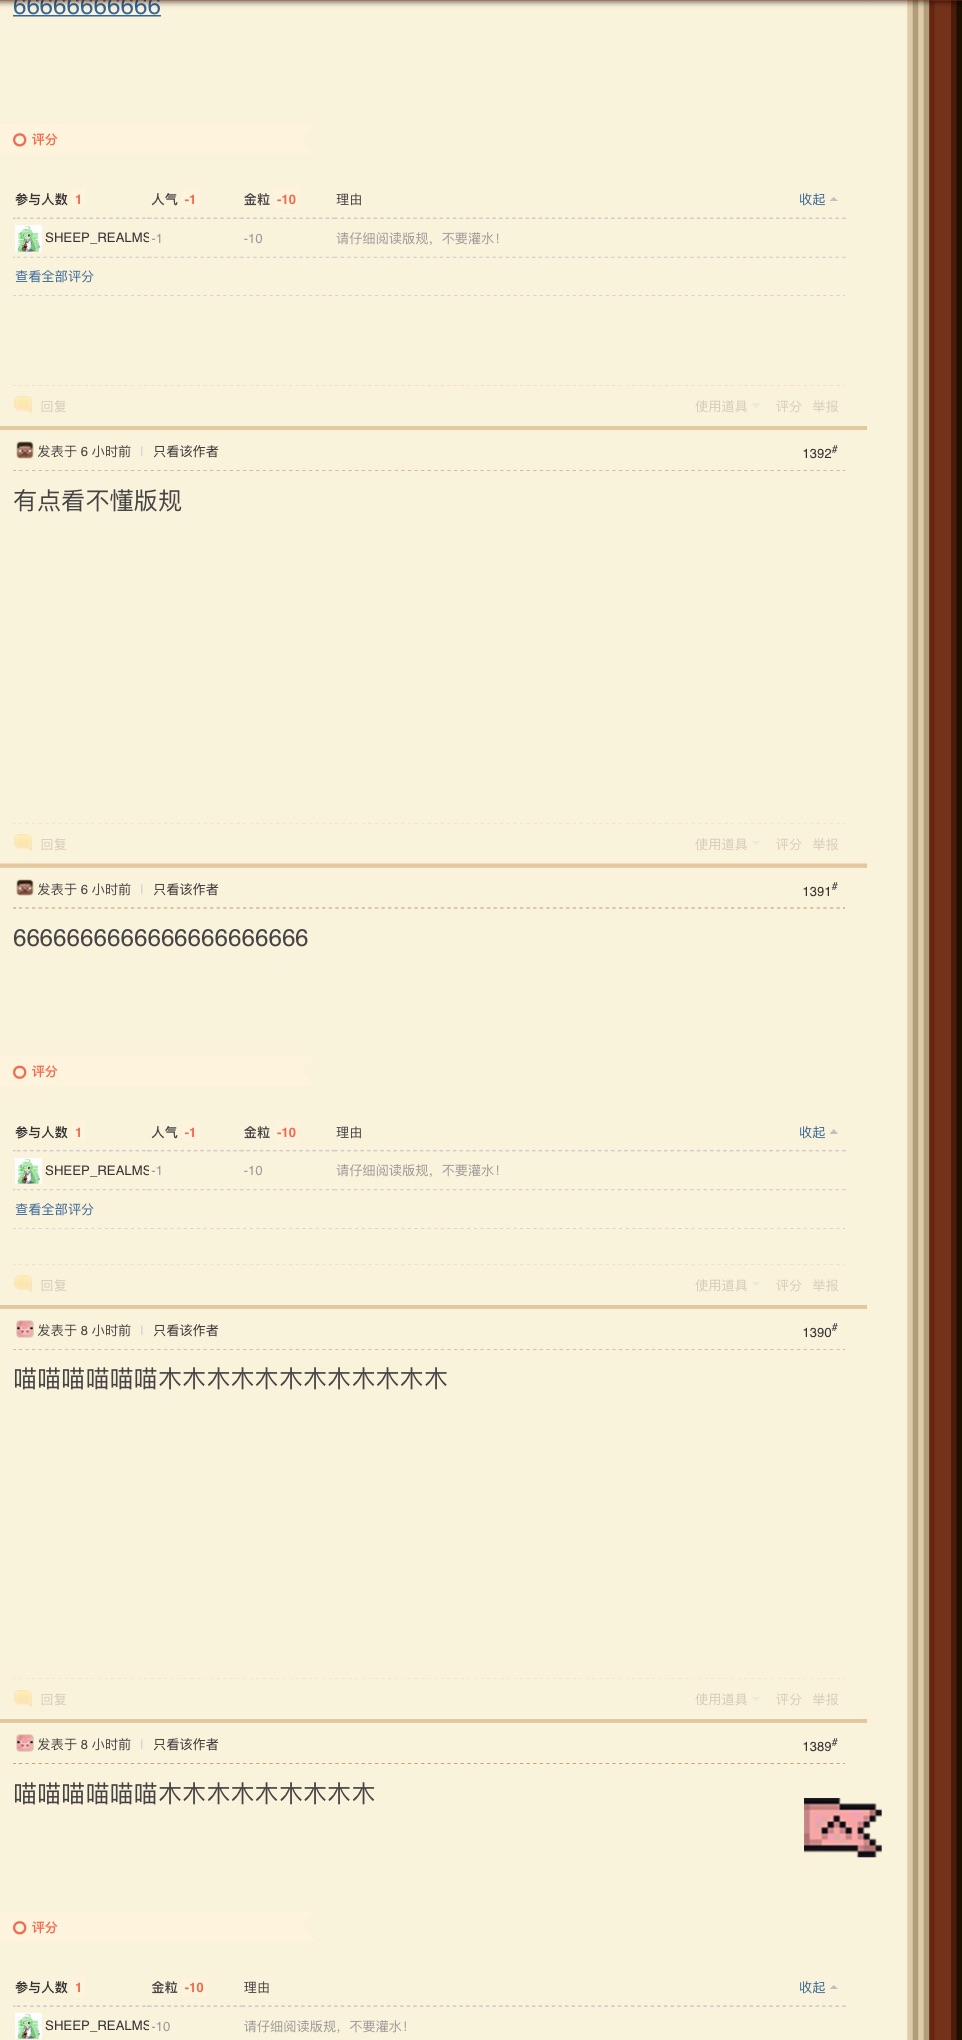 66666666666
评分
参与人数 1 人气 -1 金粒 -10 理由 收起
SHEEP_REALMS -1 -10 请仔细阅读版规，不要灌水！
查看全部评分
回复 使用道具 评分 举报
发表于 6 小时前 | 只看该作者 1392#
有点看不懂版规
回复 使用道具 评分 举报
发表于 6 小时前 | 只看该作者 1391#
6666666666666666666666
评分
参与人数 1 人气 -1 金粒 -10 理由 收起
SHEEP_REALMS -1 -10 请仔细阅读版规，不要灌水！
查看全部评分
回复 使用道具 评分 举报
发表于 8 小时前 | 只看该作者 1390#
喵喵喵喵喵喵木木木木木木木木木木木木
回复 使用道具 评分 举报
发表于 8 小时前 | 只看该作者 1389#
喵喵喵喵喵喵木木木木木木木木木
评分
参与人数 1 金粒 -10 理由 收起
SHEEP_REALMS -10 请仔细阅读版规，不要灌水！